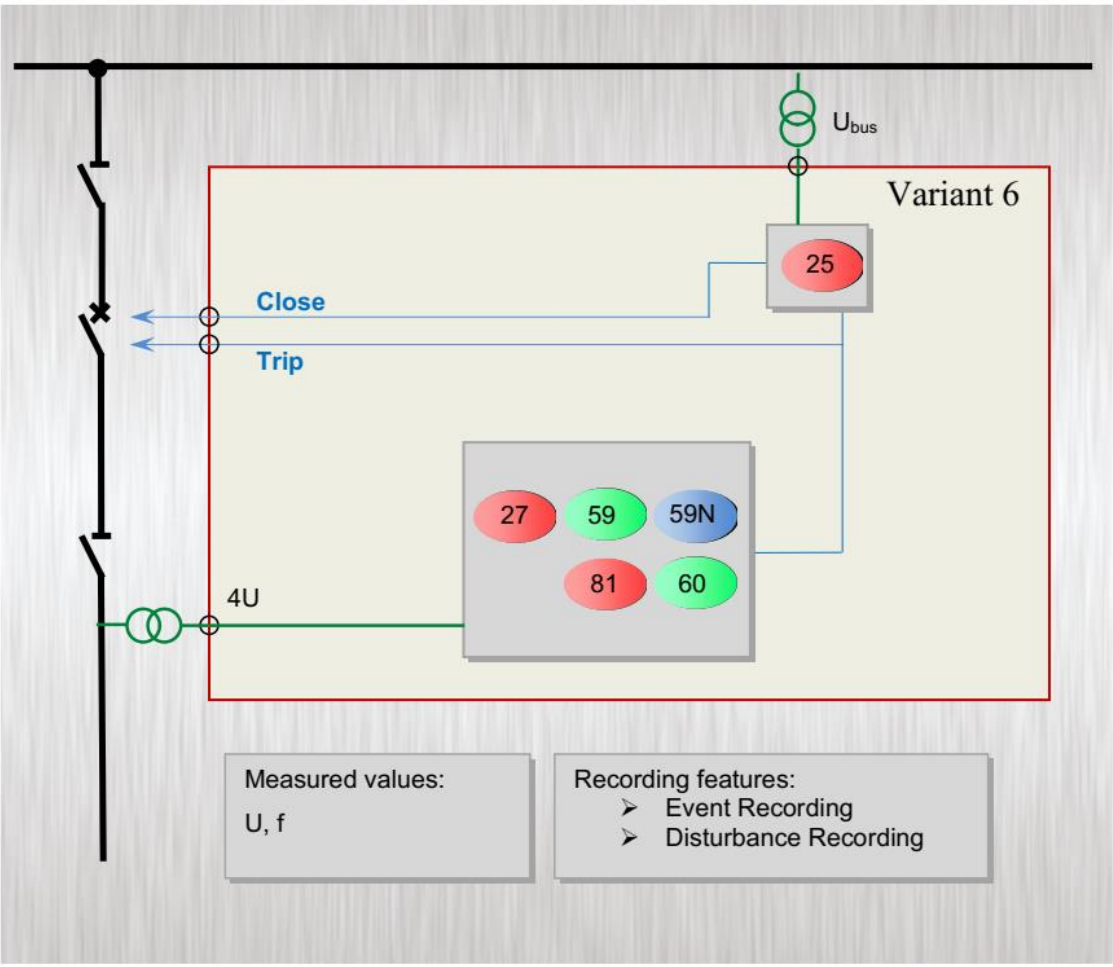 U_bus
Variant 6
25
Close
Trip
27 59 59N
81 60
4U
Measured values:
U, f
Recording features:
➢ Event Recording
➢ Disturbance Recording